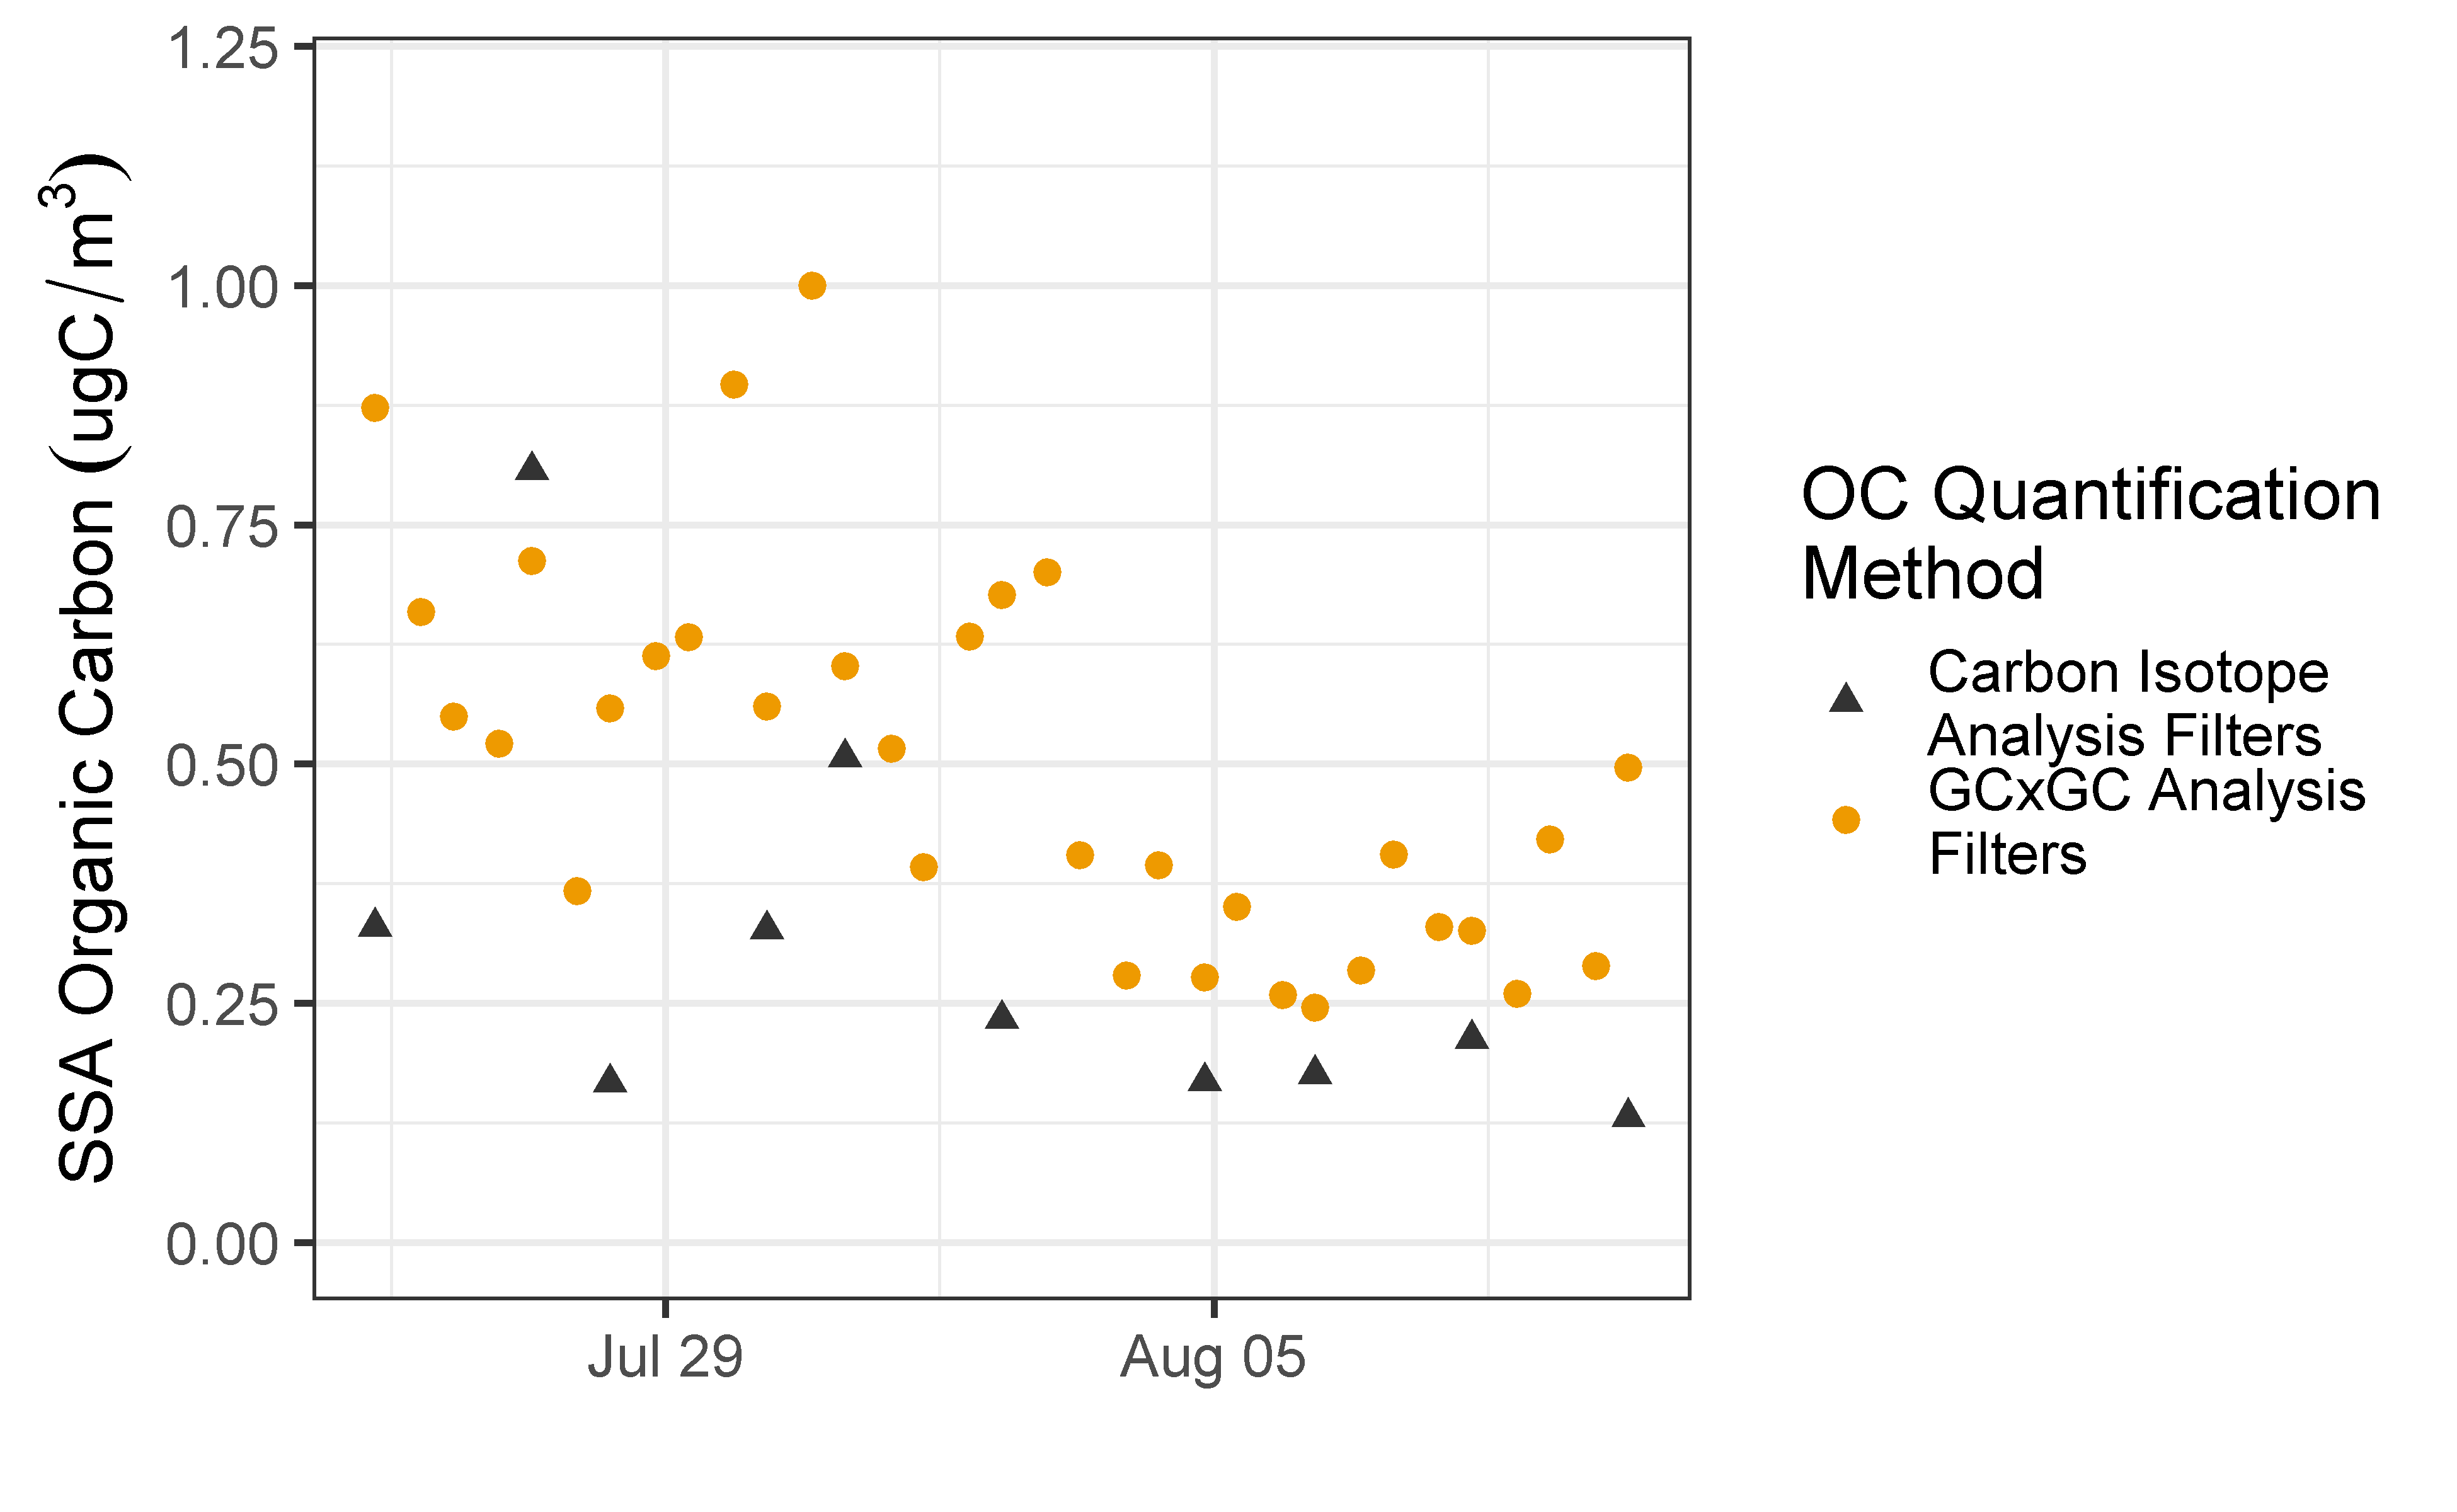 SSA Organic Carbon (ugC/m³)
1.25
1.00
0.75
0.50
0.25
0.00
Jul 29
Aug 05
OC Quantification
Method
Carbon Isotope
Analysis Filters
GCxGC Analysis
Filters